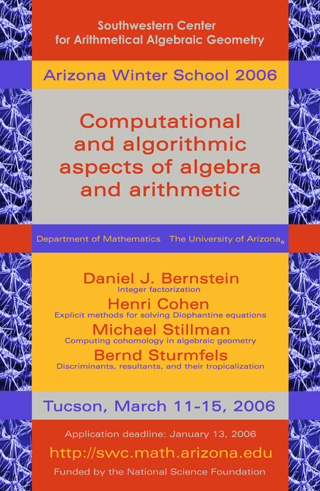 Southwestern Center
for Arithmetical Algebraic Geometry
Arizona Winter School 2006
Computational
and algorithmic
aspects of algebra
and arithmetic
Department of Mathematics The University of Arizona®
Daniel J. Bernstein
Integer factorization
Henri Cohen
Explicit methods for solving Diophantine equations
Michael Stillman
Computing cohomology in algebraic geometry
Bernd Sturmfels
Discriminants, resultants, and their tropicalization
Tucson, March 11-15, 2006
Application deadline: January 13, 2006
http://swc.math.arizona.edu
Funded by the National Science Foundation